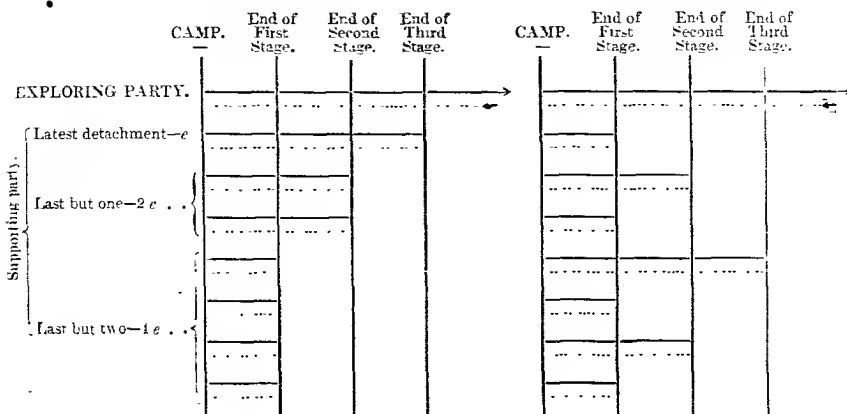 CAMP.
End of
First
Stage.
End of
Second
Stage.
End of
Third
Stage.
CAMP.
End of
First
Stage.
End of
Second
Stage.
End of
Third
Stage.
EXPLORING PARTY.
Supporting party.
Latest detachment—e
Last but one—2 e . .
Last but two—4 e . .